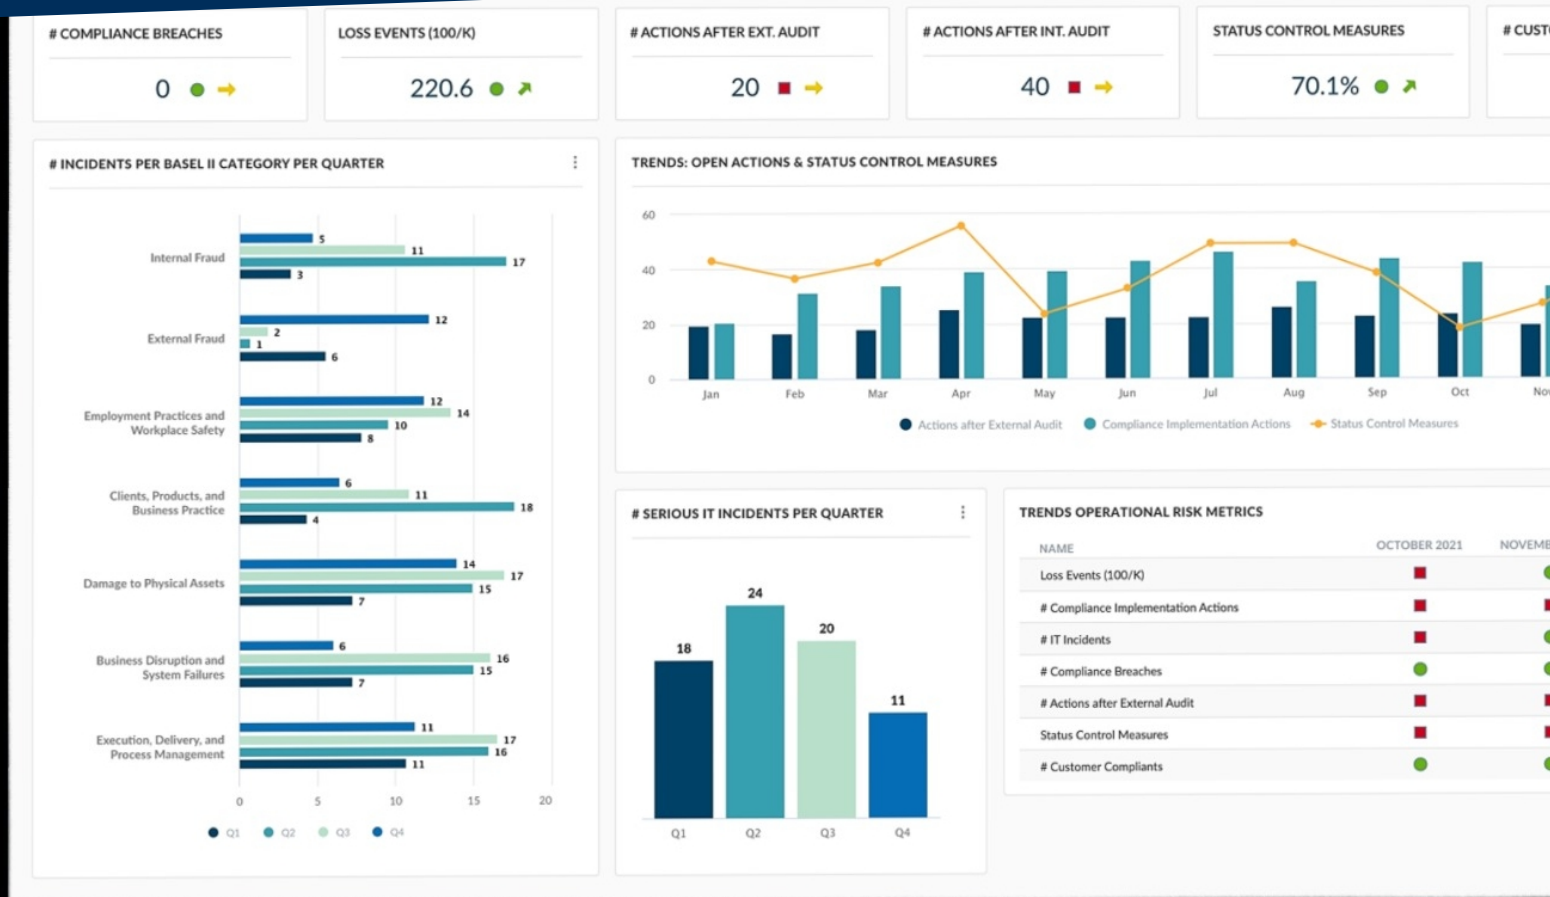 # COMPLIANCE BREACHES
0
LOSS EVENTS (100/K)
220.6
# ACTIONS AFTER EXT. AUDIT
20
# ACTIONS AFTER INT. AUDIT
40
STATUS CONTROL MEASURES
70.1%
# CUST
# INCIDENTS PER BASEL II CATEGORY PER QUARTER
Internal Fraud
5
11
17
3
External Fraud
12
2
1
6
Employment Practices and
Workplace Safety
12
14
10
8
Clients, Products, and
Business Practice
6
11
18
4
Damage to Physical Assets
14
17
15
7
Business Disruption and
System Failures
6
16
15
7
Execution, Delivery, and
Process Management
11
17
16
11
0 5 10 15 20
Q1 Q2 Q3 Q4
TRENDS: OPEN ACTIONS & STATUS CONTROL MEASURES
60
40
20
0
Jan Feb Mar Apr May Jun Jul Aug Sep Oct Nov
Actions after External Audit Compliance Implementation Actions Status Control Measures
# SERIOUS IT INCIDENTS PER QUARTER
18
24
20
11
Q1 Q2 Q3 Q4
TRENDS OPERATIONAL RISK METRICS
NAME OCTOBER 2021 NOVEMB
Loss Events (100/K)
# Compliance Implementation Actions
# IT Incidents
# Compliance Breaches
# Actions after External Audit
Status Control Measures
# Customer Compliants